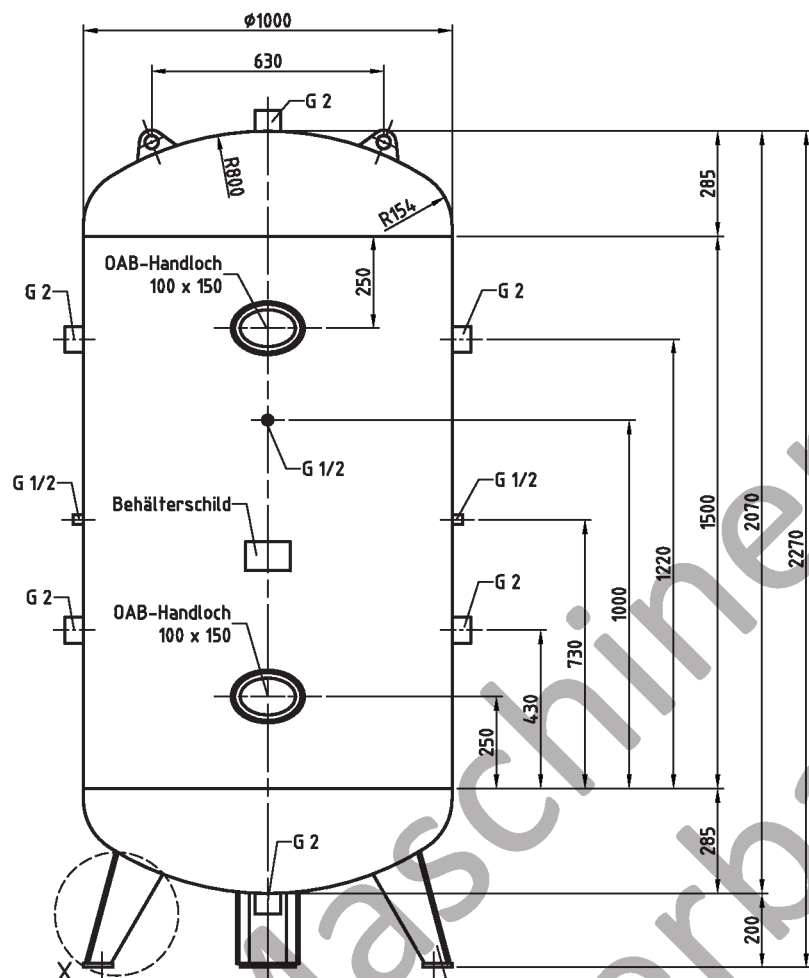 ø1000
630
G 2
R800
R154
285
OAB-Handloch
100 x 150
250
G 2
G 2
G 1/2
G 1/2
G 1/2
Behälterschild
1500
2070
2270
1220
1000
730
G 2
G 2
OAB-Handloch
100 x 150
430
250
G 2
285
200
X
Maschinen